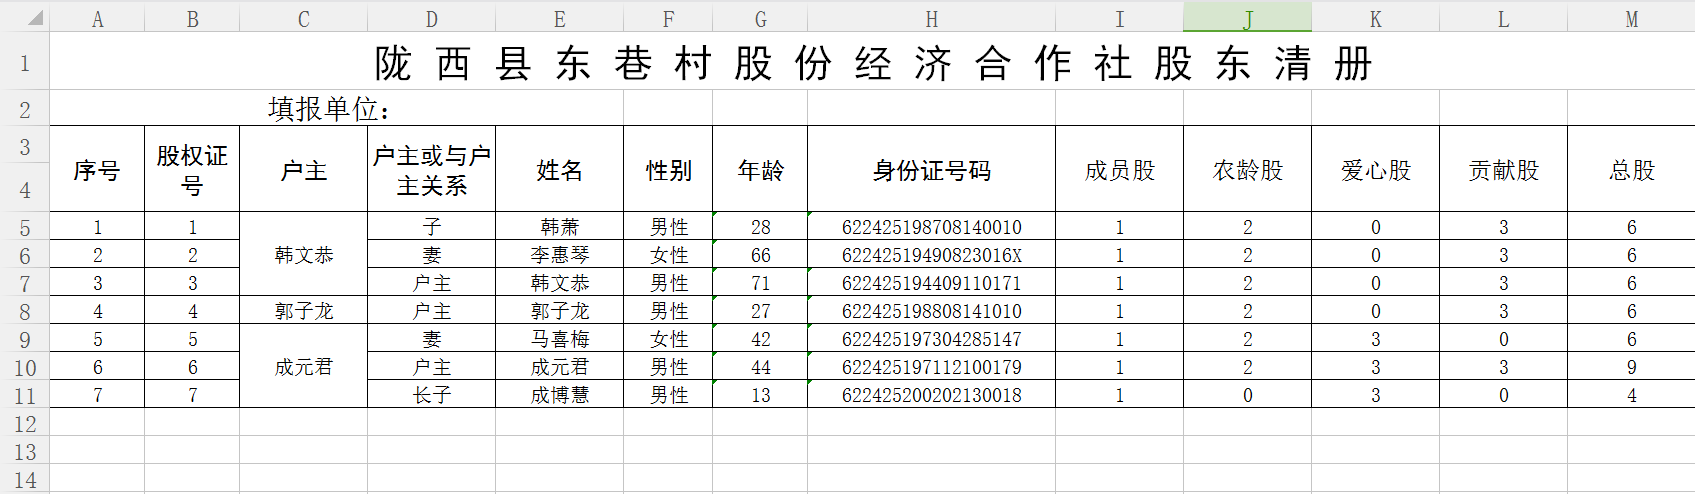 A B C D E F G H I J K L M
1 陇西县东巷村股份经济合作社股东清册
2 填报单位：
3 4 序号 股权证号 户主 户主或与户主关系 姓名 性别 年龄 身份证号码 成员股 农龄股 爱心股 贡献股 总股
5 1 1 韩文恭 子 韩萧 男性 28 622425198708140010 1 2 0 3 6
6 2 2 妻 李惠琴 女性 66 62242519490823016X 1 2 0 3 6
7 3 3 户主 韩文恭 男性 71 622425194409110171 1 2 0 3 6
8 4 4 郭子龙 户主 郭子龙 男性 27 622425198808141010 1 2 0 3 6
9 5 5 成元君 妻 马喜梅 女性 42 622425197304285147 1 2 3 0 6
10 6 6 户主 成元君 男性 44 622425197112100179 1 2 3 3 9
11 7 7 长子 成博慧 男性 13 622425200202130018 1 0 3 0 4
12
13
14